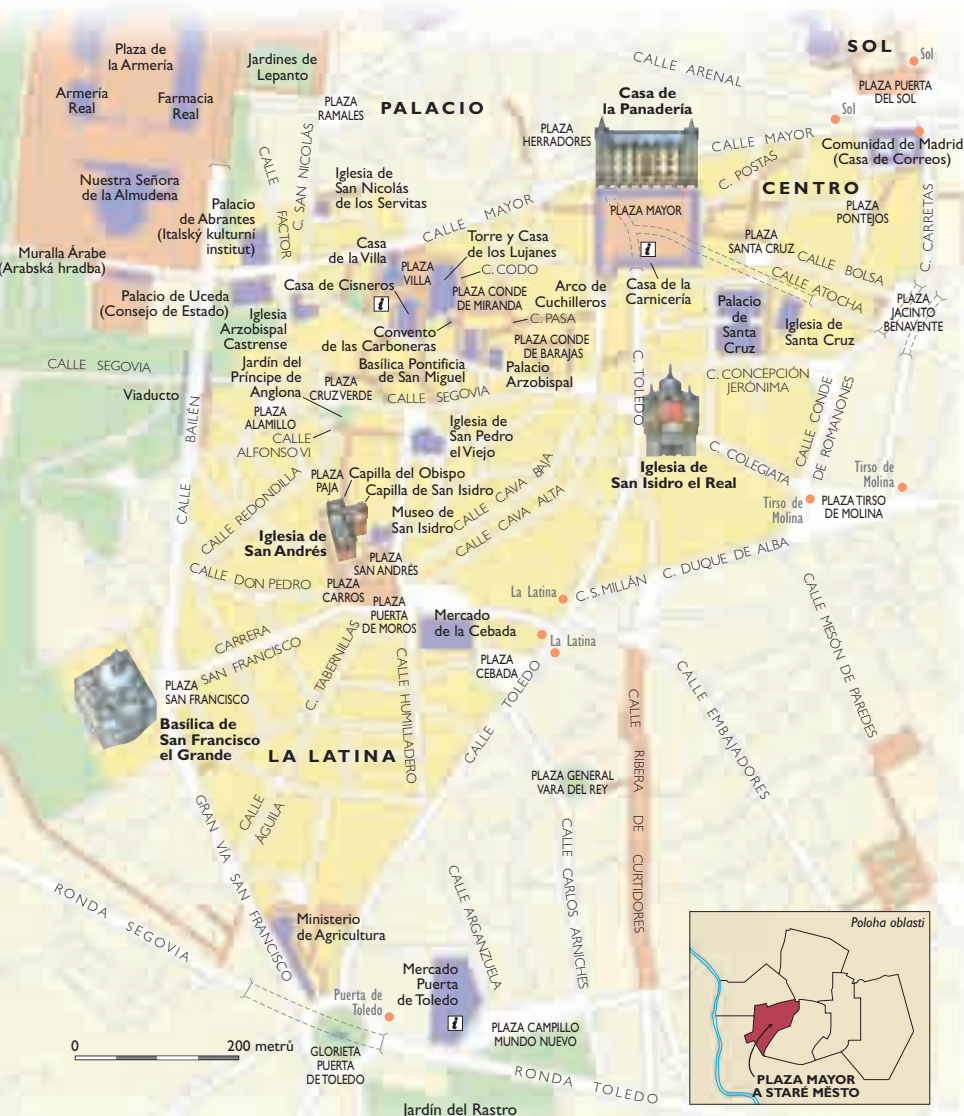 SOL
Sol
PLAZA PUERTA
DEL SOL
Plaza de
la Armería
Jardines de
Lepanto
CALLE ARENAL
Armería
Real
Farmacia
Real
PLAZA
RAMALES
PALACIO
Casa de
la Panadería
PLAZA
HERRADORES
Sol
CALLE MAYOR
Comunidad de Madrid
(Casa de Correos)
C. POSTAS
CENTRO
CALLE FACTOR
C SAN NICOLÁS
Iglesia de
San Nicolás
de los Servitas
Nuestra Señora
de la Almudena
Palacio
de Abrantes
(Italský kulturní
institut)
CALLE MAYOR
PLAZA MAYOR
PLAZA
PONTEJOS
C. CARRETAS
PLAZA
SANTA CRUZ
CALLE BOLSA
CALLE ATOCHA
Muralla Árabe
(Arabská hradba)
Casa
de la Villa
PLAZA
VILLA
Torre y Casa
de los Lujanes
C. CODO
Casa de Cisneros
i
i
PLAZA CONDE
DE MIRANDA
Arco de
Cuchilleros
Casa de la
Carnicería
Palacio de Uceda
(Consejo de Estado)
Iglesia
Arzobispal
Castrense
Convento
de las Carboneras
C. PASA
PLAZA CONDE
DE BARAJAS
Palacio
de
Santa
Cruz
Iglesia de
Santa Cruz
PLAZA
JACINTO
BENAVENTE
CALLE SEGOVIA
Viaducto
Jardín del
Príncipe de
Anglona
Basílica Pontificia
de San Miguel
Palacio
Arzobispal
C. TOLEDO
C. CONCEPCIÓN
JERÓNIMA
PLAZA
CRUZ VERDE
CALLE SEGOVIA
PLAZA
ALAMILLO
CALLE
ALFONSO VI
CALLE BAILÉN
Iglesia de
San Pedro
el Viejo
CALLE CONDE
DE ROMANONES
C. COLEGIATA
Iglesia de
San Isidro el Real
Tirso de
Molina
Tirso de
Molina
PLAZA TIRSO
DE MOLINA
PLAZA
PAJA
Capilla del Obispo
Capilla de San Isidro
CALLE CAVA BAJA
CALLE CAVA ALTA
CALLE REDONDILLA
Museo de
San Isidro
Iglesia de
San Andrés
PLAZA
SAN ANDRÉS
CALLE DON PEDRO
PLAZA
CARROS
PLAZA
PUERTA
DE MOROS
La Latina
C. S. MILLÁN
C. DUQUE DE ALBA
Mercado
de la Cebada
La Latina
PLAZA
CEBADA
CALLE MESÓN DE PAREDES
CARRERA
SAN FRANCISCO
C. TABERNILLAS
CALLE HUMILLADERO
CALLE TOLEDO
CALLE EMBAJADORES
CALLE RIBERA DE CURTIDORES
PLAZA
SAN FRANCISCO
Basílica de
San Francisco
el Grande
LA LATINA
PLAZA GENERAL
VARA DEL REY
CALLE
ÁGUILA
GRAN VÍA SAN FRANCISCO
CALLE ARGANZUELA
CALLE CARLOS ARNICHES
RONDA SEGOVIA
Ministerio
de Agricultura
Mercado
Puerta
de Toledo
i
Puerta de
Toledo
PLAZA CAMPILLO
MUNDO NUEVO
0 200 metrů
GLORIETA
PUERTA
DE TOLEDO
RONDA TOLEDO
Jardín del Rastro
Poloha oblasti
PLAZA MAYOR
A STARÉ MĚSTO